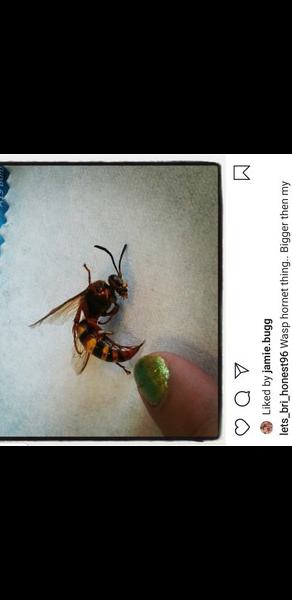 Liked by jamie.bugg
lets_bri_honest96 Wasp hornet thing.. Bigger then my